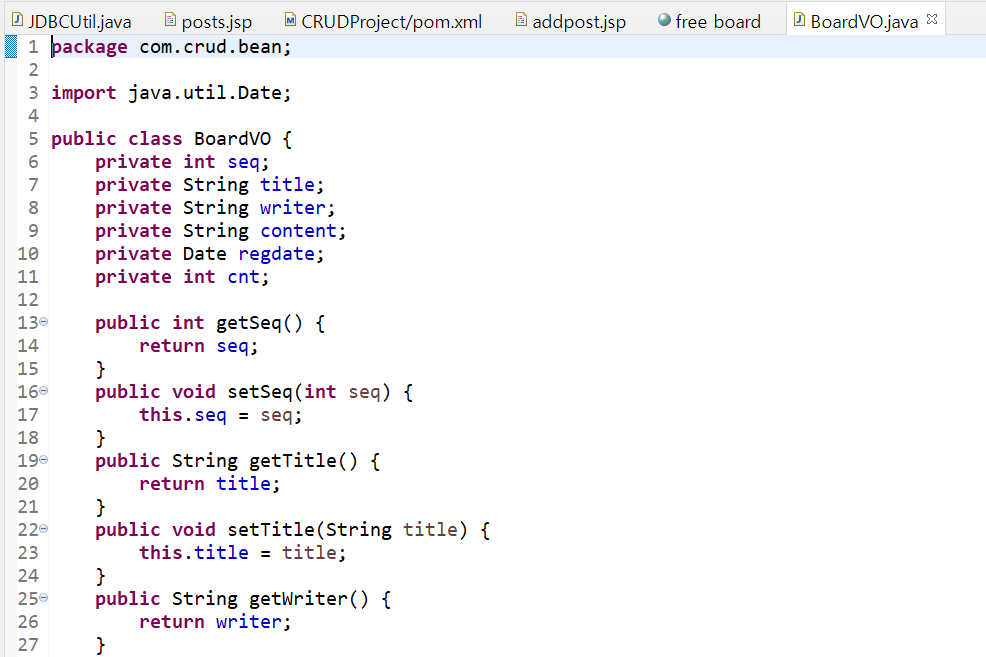 JDBCUtil.java posts.jsp CRUDProject/pom.xml addpost.jsp free board BoardVO.java
1 package com.crud.bean;
2
3 import java.util.Date;
4
5 public class BoardVO {
6     private int seq;
7     private String title;
8     private String writer;
9     private String content;
10     private Date regdate;
11     private int cnt;
12
13     public int getSeq() {
14         return seq;
15     }
16     public void setSeq(int seq) {
17         this.seq = seq;
18     }
19     public String getTitle() {
20         return title;
21     }
22     public void setTitle(String title) {
23         this.title = title;
24     }
25     public String getWriter() {
26         return writer;
27     }